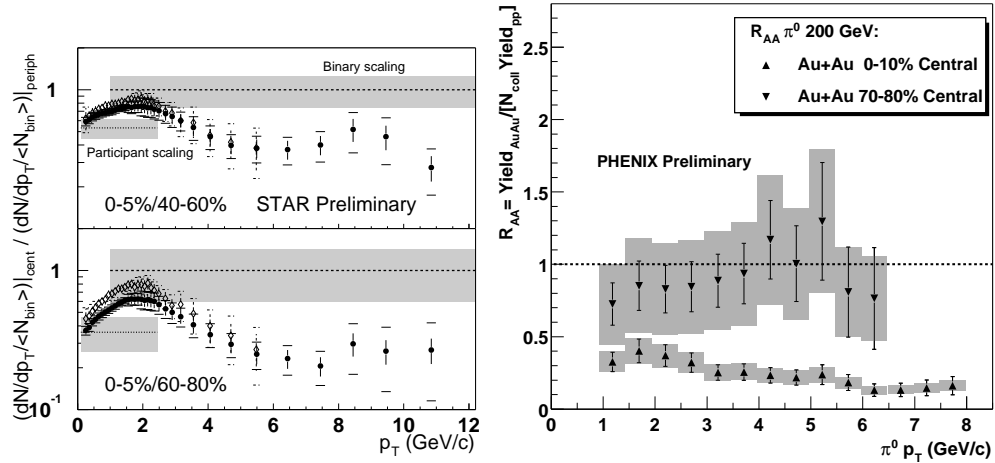 (dN/dp_T/<N_bin>)|_cent / (dN/dp_T/<N_bin>)|_periph
Binary scaling
1
Participant scaling
0-5%/40-60% STAR Preliminary
1
0-5%/60-80%
10^-1
0 2 4 6 8 10 12
p_T (GeV/c)
R_AA= Yield_AuAu/[N_coll Yield_pp]
R_AA π^0 200 GeV:
Au+Au 0-10% Central
Au+Au 70-80% Central
PHENIX Preliminary
2.5
2
1.5
1
0.5
0
0 1 2 3 4 5 6 7 8
π^0 p_T (GeV/c)